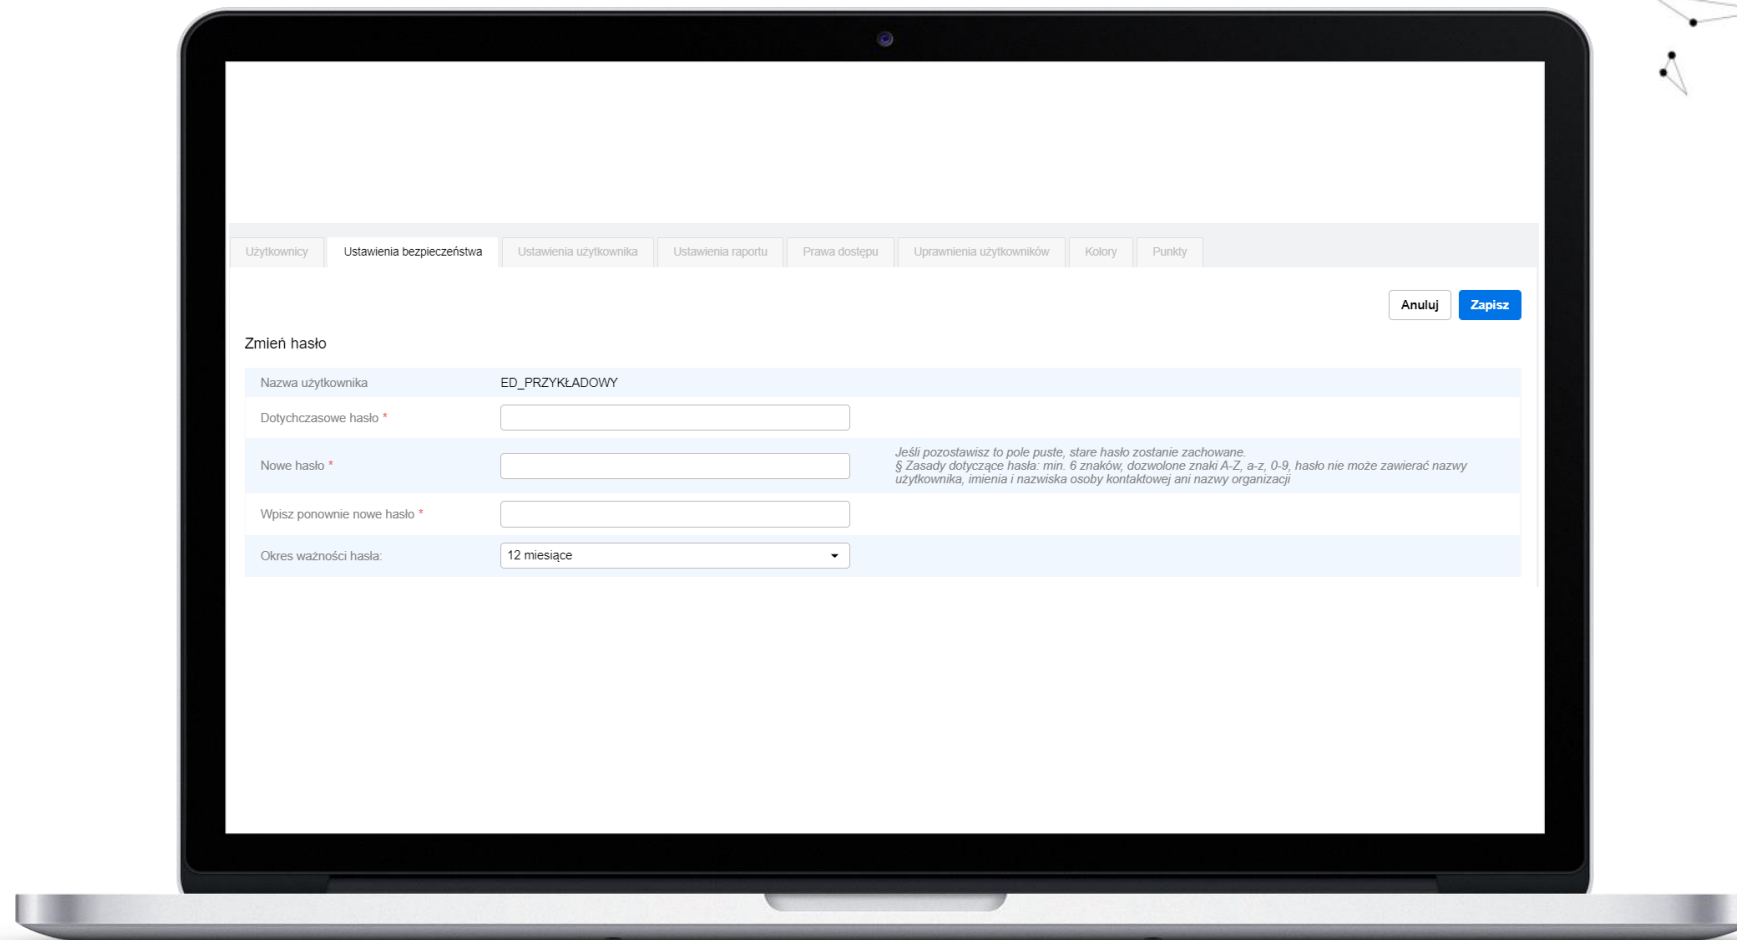 Użytkownicy Ustawienia bezpieczeństwa Ustawienia użytkownika Ustawienia raportu Prawa dostępu Uprawnienia użytkowników Kolory Punkty
Anuluj Zapisz
Zmień hasło
Nazwa użytkownika ED_PRZYKŁADOWY
Dotychczasowe hasło *
Nowe hasło *
Jeśli pozostawisz to pole puste, stare hasło zostanie zachowane.
§ Zasady dotyczące hasła: min. 6 znaków, dozwolone znaki A-Z, a-z, 0-9, hasło nie może zawierać nazwy
użytkownika, imienia i nazwiska osoby kontaktowej ani nazwy organizacji
Wpisz ponownie nowe hasło *
Okres ważności hasła: 12 miesiące